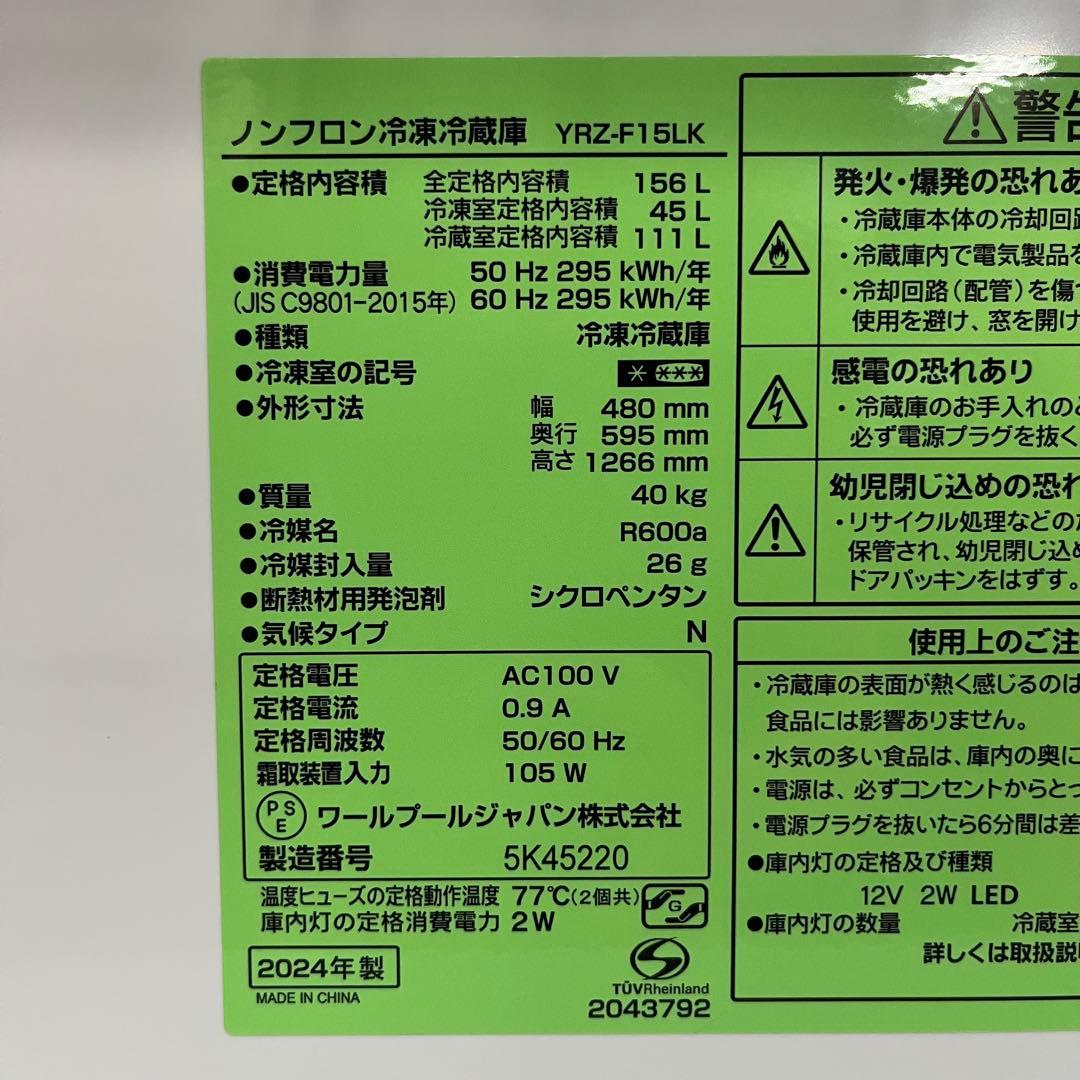 ノンフロン冷凍冷蔵庫 YRZ-F15LK
●定格内容積 全定格内容積 156 L
冷凍室定格内容積 45 L
冷蔵室定格内容積 111 L
●消費電力量 50 Hz 295 kWh/年
(JIS C9801-2015年) 60 Hz 295 kWh/年
●種類 冷凍冷蔵庫
●冷凍室の記号
●外形寸法 幅 480 mm
奥行 595 mm
高さ 1266 mm
●質量 40 kg
●冷媒名 R600a
●冷媒封入量 26 g
●断熱材用発泡剤 シクロペンタン
●気候タイプ N
定格電圧 AC100 V
定格電流 0.9 A
定格周波数 50/60 Hz
霜取装置入力 105 W
PSE ワールプールジャパン株式会社
製造番号 5K45220
温度ヒューズの定格動作温度 77℃(2個共)
庫内灯の定格消費電力 2W
G
2024年製
MADE IN CHINA
TÜVRheinland
2043792
警告
発火・爆発の恐れあ
・冷蔵庫本体の冷却回路
・冷蔵庫内で電気製品を
・冷却回路(配管)を傷つ
使用を避け、窓を開け
感電の恐れあり
・冷蔵庫のお手入れのと
必ず電源プラグを抜く
幼児閉じ込めの恐れ
・リサイクル処理などのた
保管され、幼児閉じ込め
ドアパッキンをはずす。
使用上のご注
・冷蔵庫の表面が熱く感じるのは
食品には影響ありません。
・水気の多い食品は、庫内の奥に
・電源は、必ずコンセントからとっ
・電源プラグを抜いたら6分間は差
●庫内灯の定格及び種類
12V 2W LED
●庫内灯の数量 冷蔵室
詳しくは取扱説